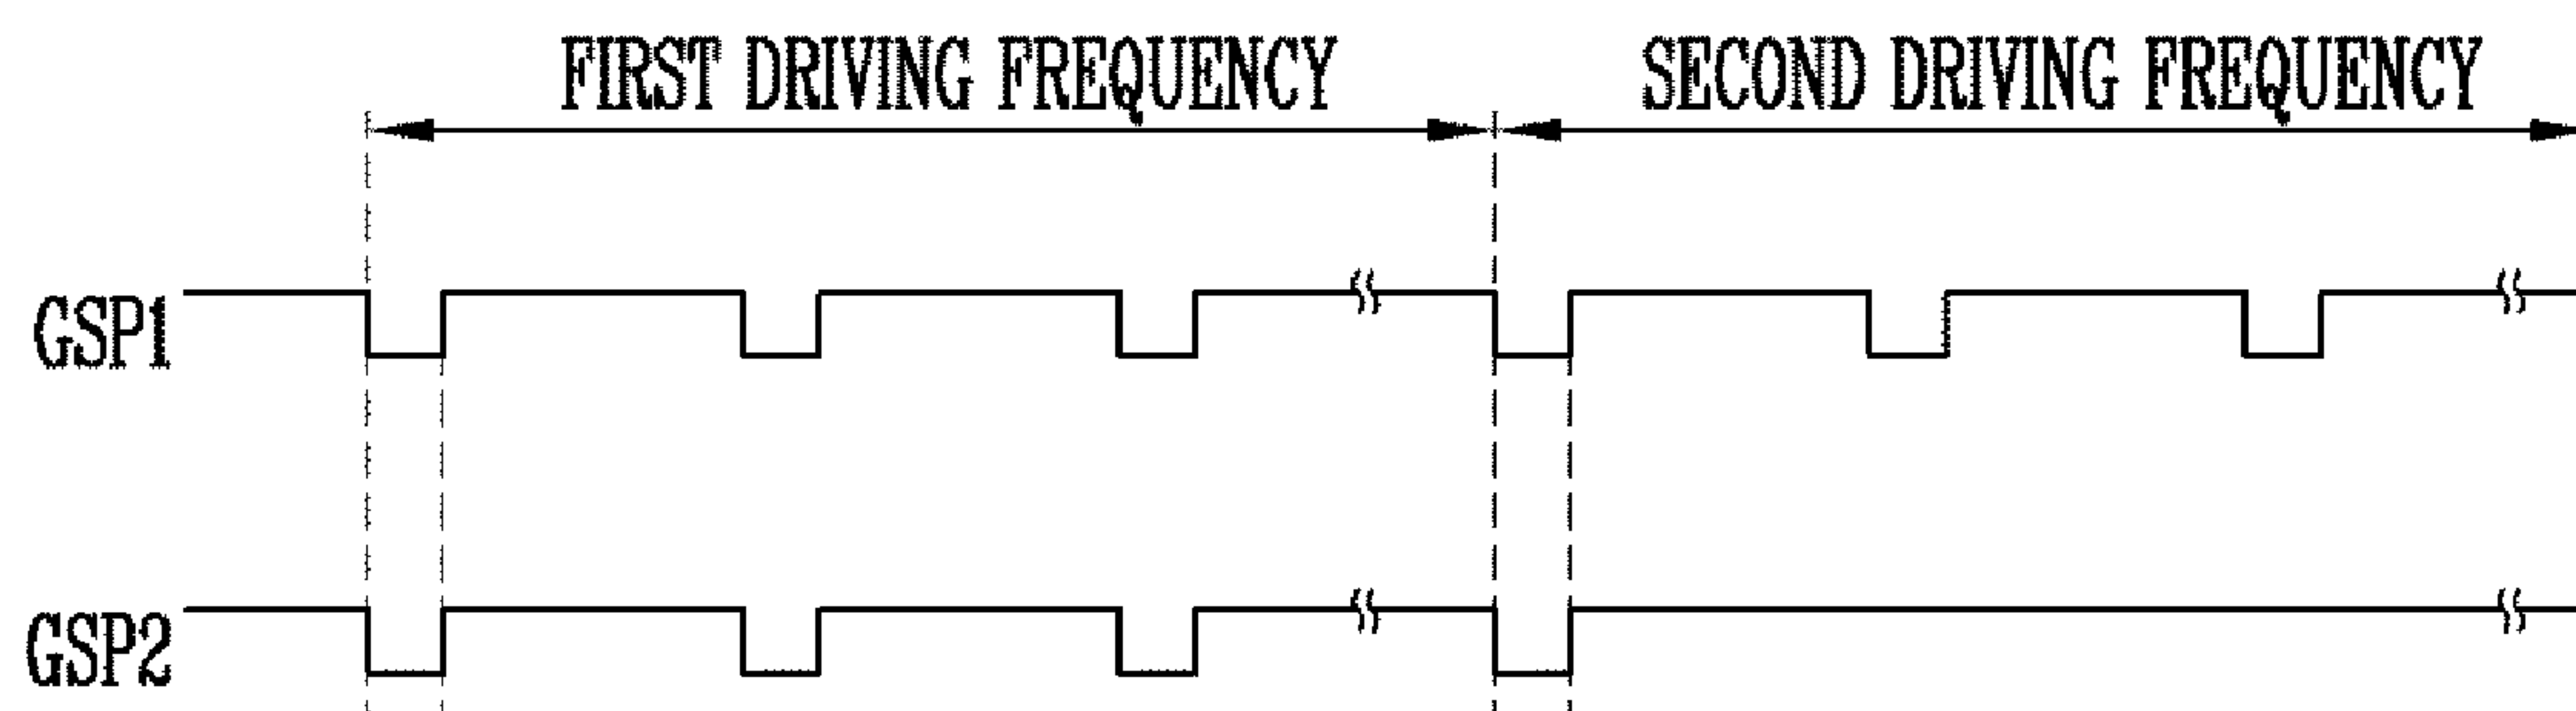 FIRST DRIVING FREQUENCY
SECOND DRIVING FREQUENCY
GSP1
GSP2